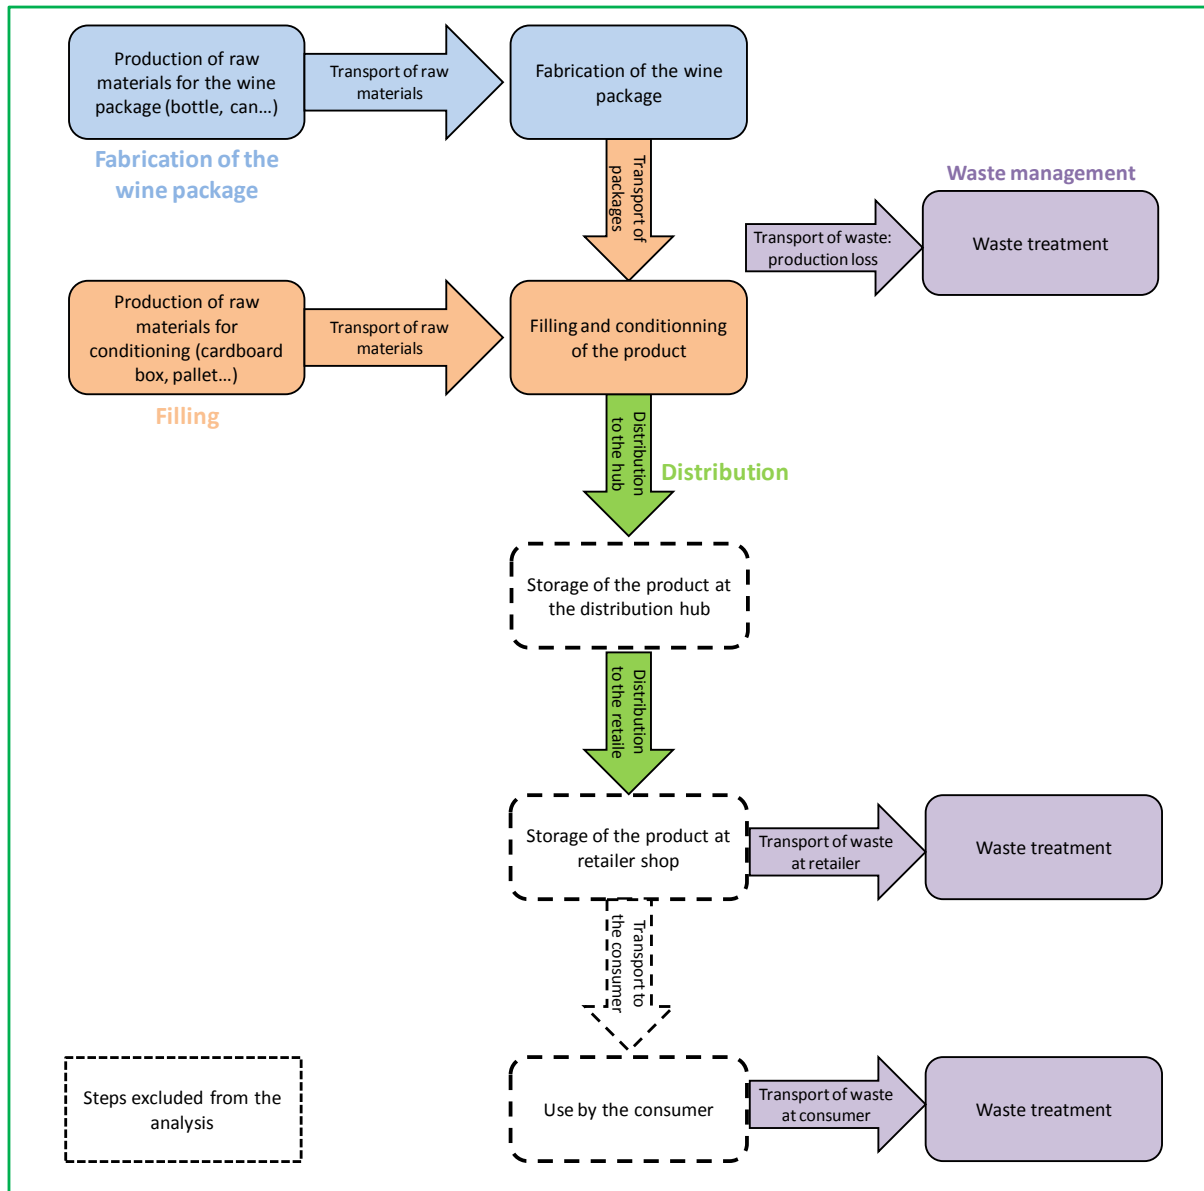 Production of raw
materials for the wine
package (bottle, can...)
Transport of raw
materials
Fabrication of the wine
package
Fabrication of the
wine package
Transport of
packages
Waste management
Transport of waste:
production loss
Waste treatment
Production of raw
materials for
conditioning (cardboard
box, pallet...)
Transport of raw
materials
Filling and conditionning
of the product
Filling
Distribution
to the hub
Distribution
Storage of the product at
the distribution hub
Distribution
to the retaile
Storage of the product at
retailer shop
Transport of waste
at retailer
Waste treatment
Transport to
the consumer
Steps excluded from the
analysis
Use by the consumer
Transport of waste at
consumer
Waste treatment